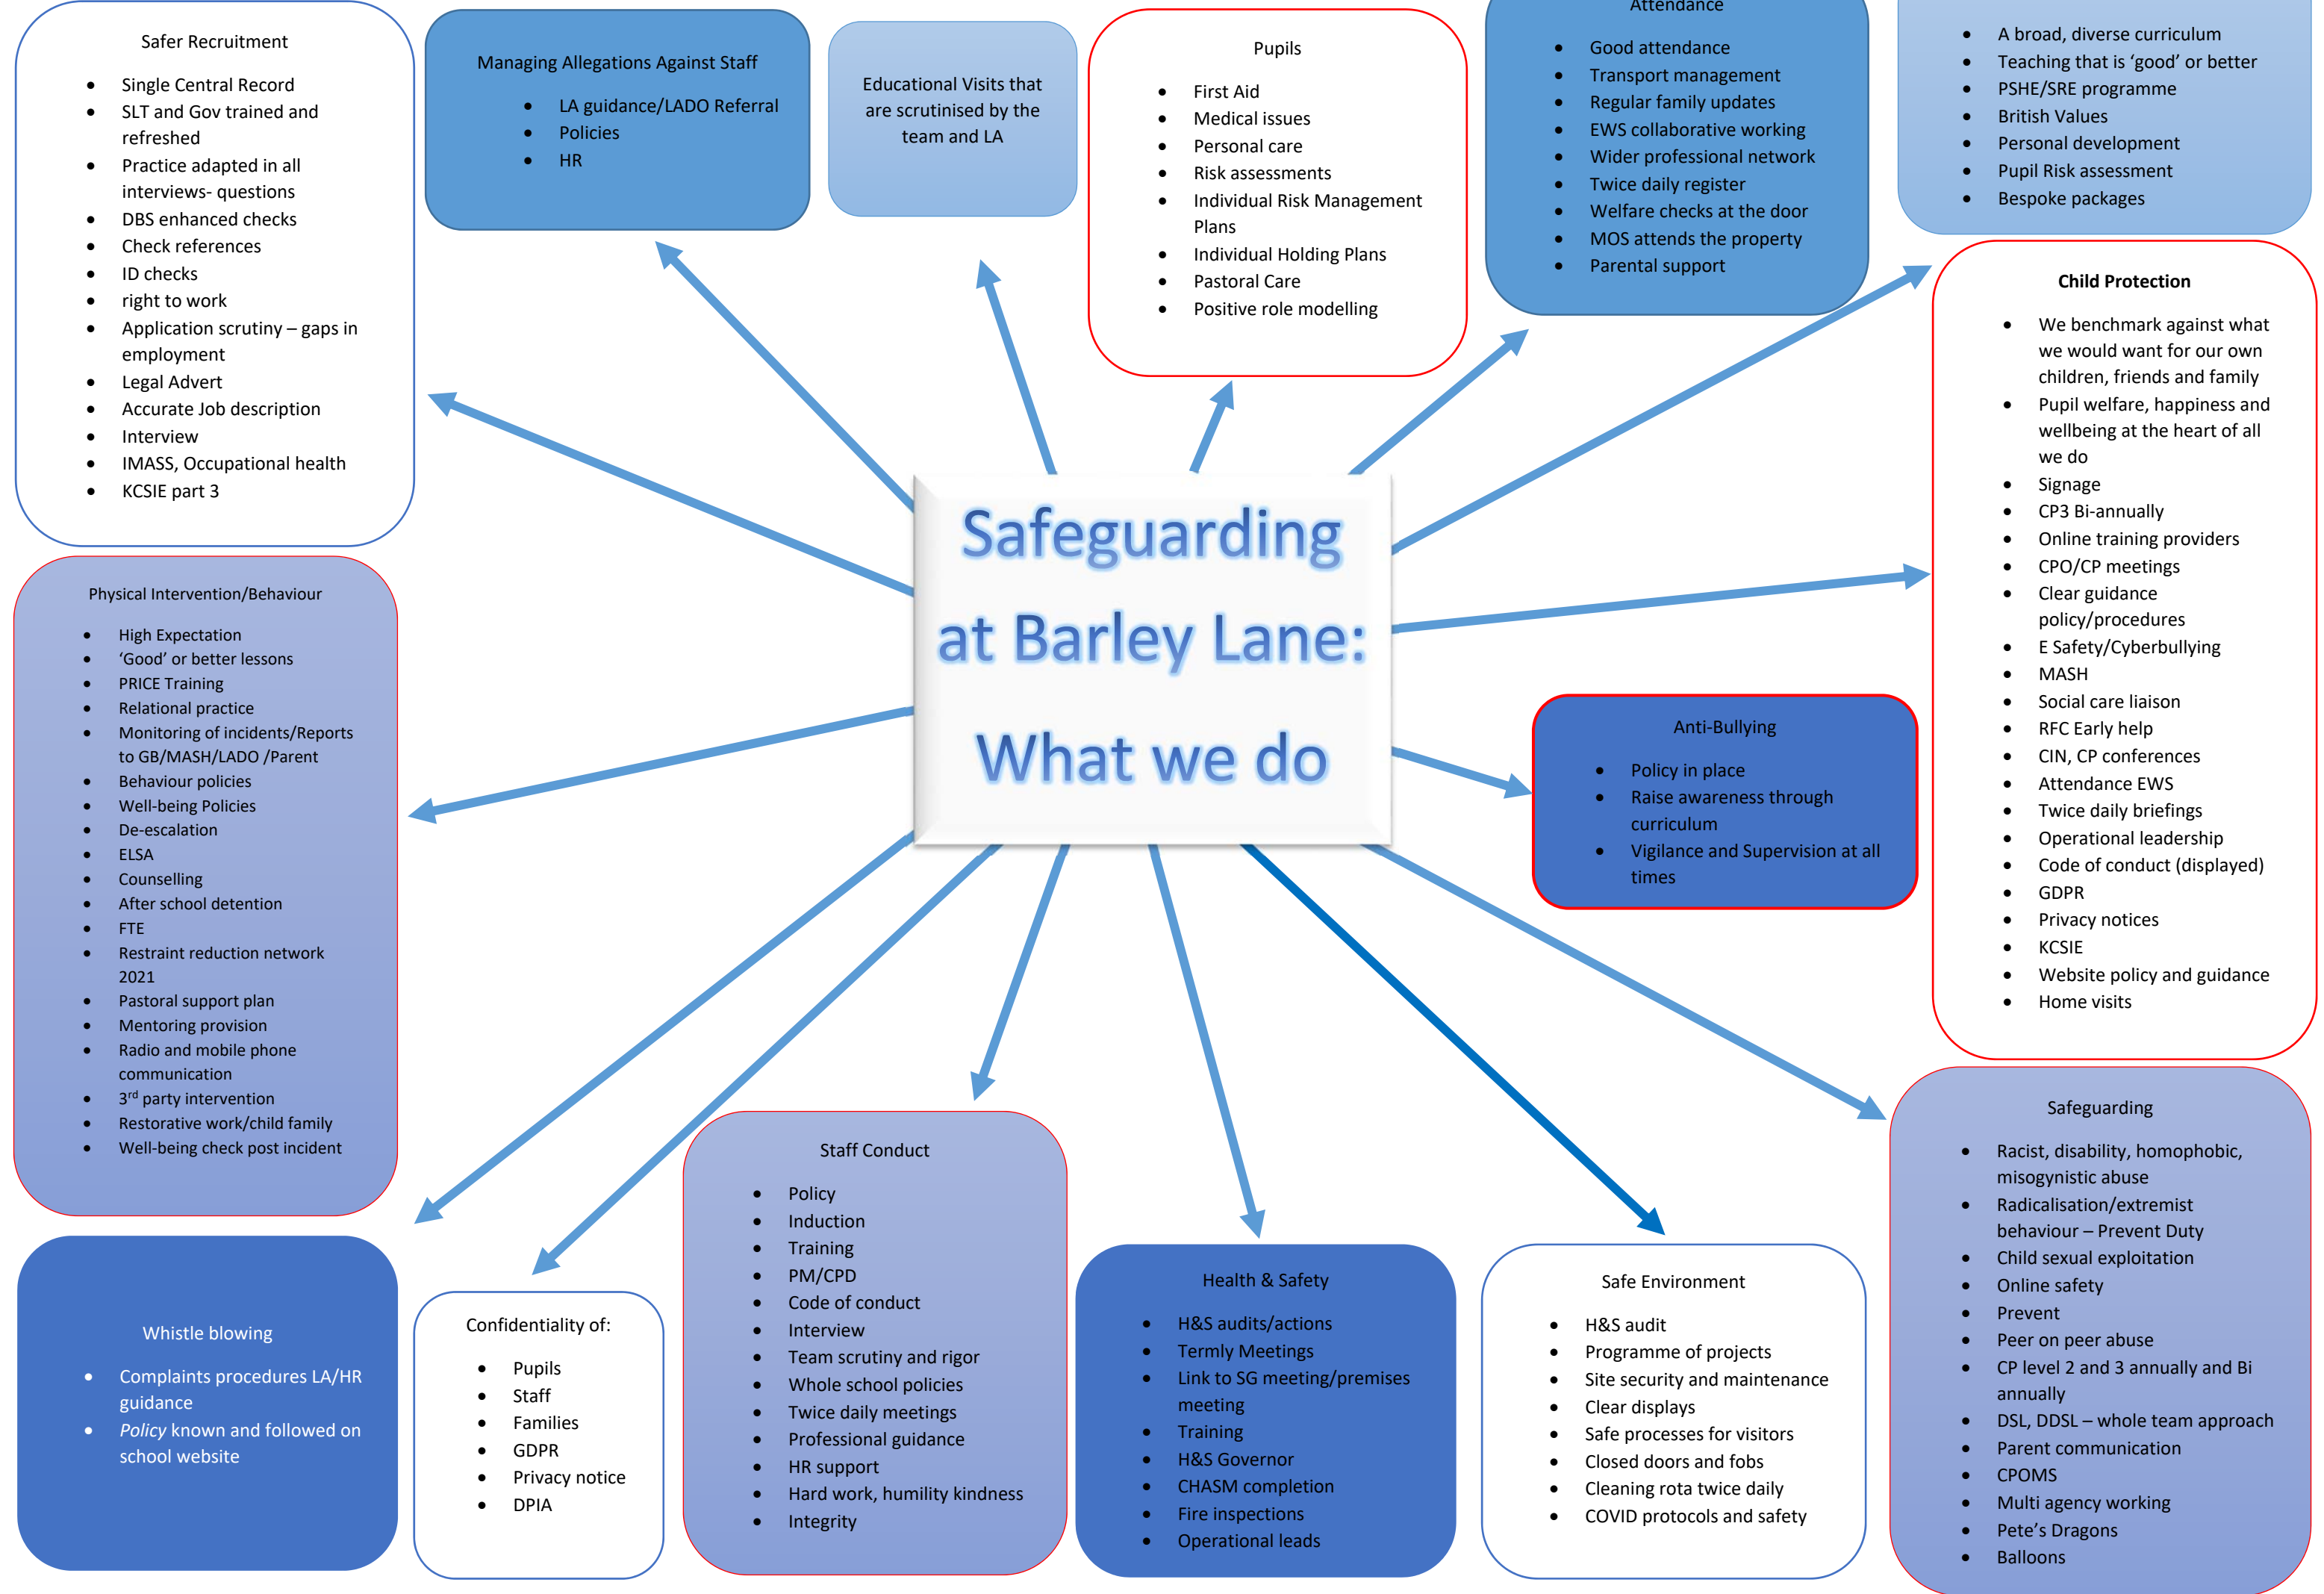 Safer Recruitment
• Single Central Record
• SLT and Gov trained and
refreshed
• Practice adapted in all
interviews- questions
• DBS enhanced checks
• Check references
• ID checks
• right to work
• Application scrutiny – gaps in
employment
• Legal Advert
• Accurate Job description
• Interview
• IMASS, Occupational health
• KCSIE part 3
Managing Allegations Against Staff
• LA guidance/LADO Referral
• Policies
• HR
Educational Visits that
are scrutinised by the
team and LA
Pupils
• First Aid
• Medical issues
• Personal care
• Risk assessments
• Individual Risk Management
Plans
• Individual Holding Plans
• Pastoral Care
• Positive role modelling
Attendance
• Good attendance
• Transport management
• Regular family updates
• EWS collaborative working
• Wider professional network
• Twice daily register
• Welfare checks at the door
• MOS attends the property
• Parental support
• A broad, diverse curriculum
• Teaching that is ‘good’ or better
• PSHE/SRE programme
• British Values
• Personal development
• Pupil Risk assessment
• Bespoke packages
Child Protection
• We benchmark against what
we would want for our own
children, friends and family
• Pupil welfare, happiness and
wellbeing at the heart of all
we do
• Signage
• CP3 Bi-annually
• Online training providers
• CPO/CP meetings
• Clear guidance
policy/procedures
• E Safety/Cyberbullying
• MASH
• Social care liaison
• RFC Early help
• CIN, CP conferences
• Attendance EWS
• Twice daily briefings
• Operational leadership
• Code of conduct (displayed)
• GDPR
• Privacy notices
• KCSIE
• Website policy and guidance
• Home visits
Safeguarding
at Barley Lane:
What we do
Physical Intervention/Behaviour
• High Expectation
• ‘Good’ or better lessons
• PRICE Training
• Relational practice
• Monitoring of incidents/Reports
to GB/MASH/LADO /Parent
• Behaviour policies
• Well-being Policies
• De-escalation
• ELSA
• Counselling
• After school detention
• FTE
• Restraint reduction network
2021
• Pastoral support plan
• Mentoring provision
• Radio and mobile phone
communication
• 3rd party intervention
• Restorative work/child family
• Well-being check post incident
Anti-Bullying
• Policy in place
• Raise awareness through
curriculum
• Vigilance and Supervision at all
times
Whistle blowing
• Complaints procedures LA/HR
guidance
• Policy known and followed on
school website
Confidentiality of:
• Pupils
• Staff
• Families
• GDPR
• Privacy notice
• DPIA
Staff Conduct
• Policy
• Induction
• Training
• PM/CPD
• Code of conduct
• Interview
• Team scrutiny and rigor
• Whole school policies
• Twice daily meetings
• Professional guidance
• HR support
• Hard work, humility kindness
• Integrity
Health & Safety
• H&S audits/actions
• Termly Meetings
• Link to SG meeting/premises
meeting
• Training
• H&S Governor
• CHASM completion
• Fire inspections
• Operational leads
Safe Environment
• H&S audit
• Programme of projects
• Site security and maintenance
• Clear displays
• Safe processes for visitors
• Closed doors and fobs
• Cleaning rota twice daily
• COVID protocols and safety
Safeguarding
• Racist, disability, homophobic,
misogynistic abuse
• Radicalisation/extremist
behaviour – Prevent Duty
• Child sexual exploitation
• Online safety
• Prevent
• Peer on peer abuse
• CP level 2 and 3 annually and Bi
annually
• DSL, DDSL – whole team approach
• Parent communication
• CPOMS
• Multi agency working
• Pete’s Dragons
• Balloons